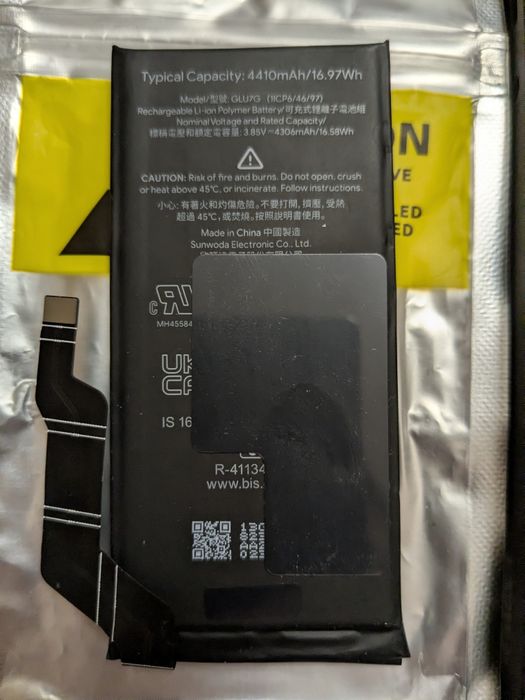 Typical Capacity: 4410mAh/16.97Wh
Model/型號: GLU7G (1ICP6/46/97)
Rechargeable Li-ion Polymer Battery/可充式鋰離子電池組
Nominal Voltage and Rated Capacity/
標稱電壓和額定電容量: 3.85V ⎓4306mAh/16.58Wh
CAUTION: Risk of fire and burns. Do not open, crush
or heat above 45°C, or incinerate. Follow instructions.
小心: 有著火和灼傷危險。不要打開, 擠壓, 受熱
超過 45°C, 或焚燒。按照說明書使用。
Made in China 中國製造
Sunwoda Electronic Co., Ltd.
MH45584
UK
CA
IS 16
R-41134
www.bis.
ON
VE
LED
ED